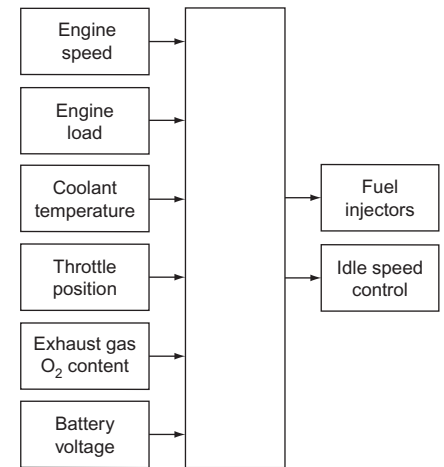 Engine
speed
Engine
load
Coolant
temperature
Throttle
position
Exhaust gas
O₂ content
Battery
voltage
Fuel
injectors
Idle speed
control